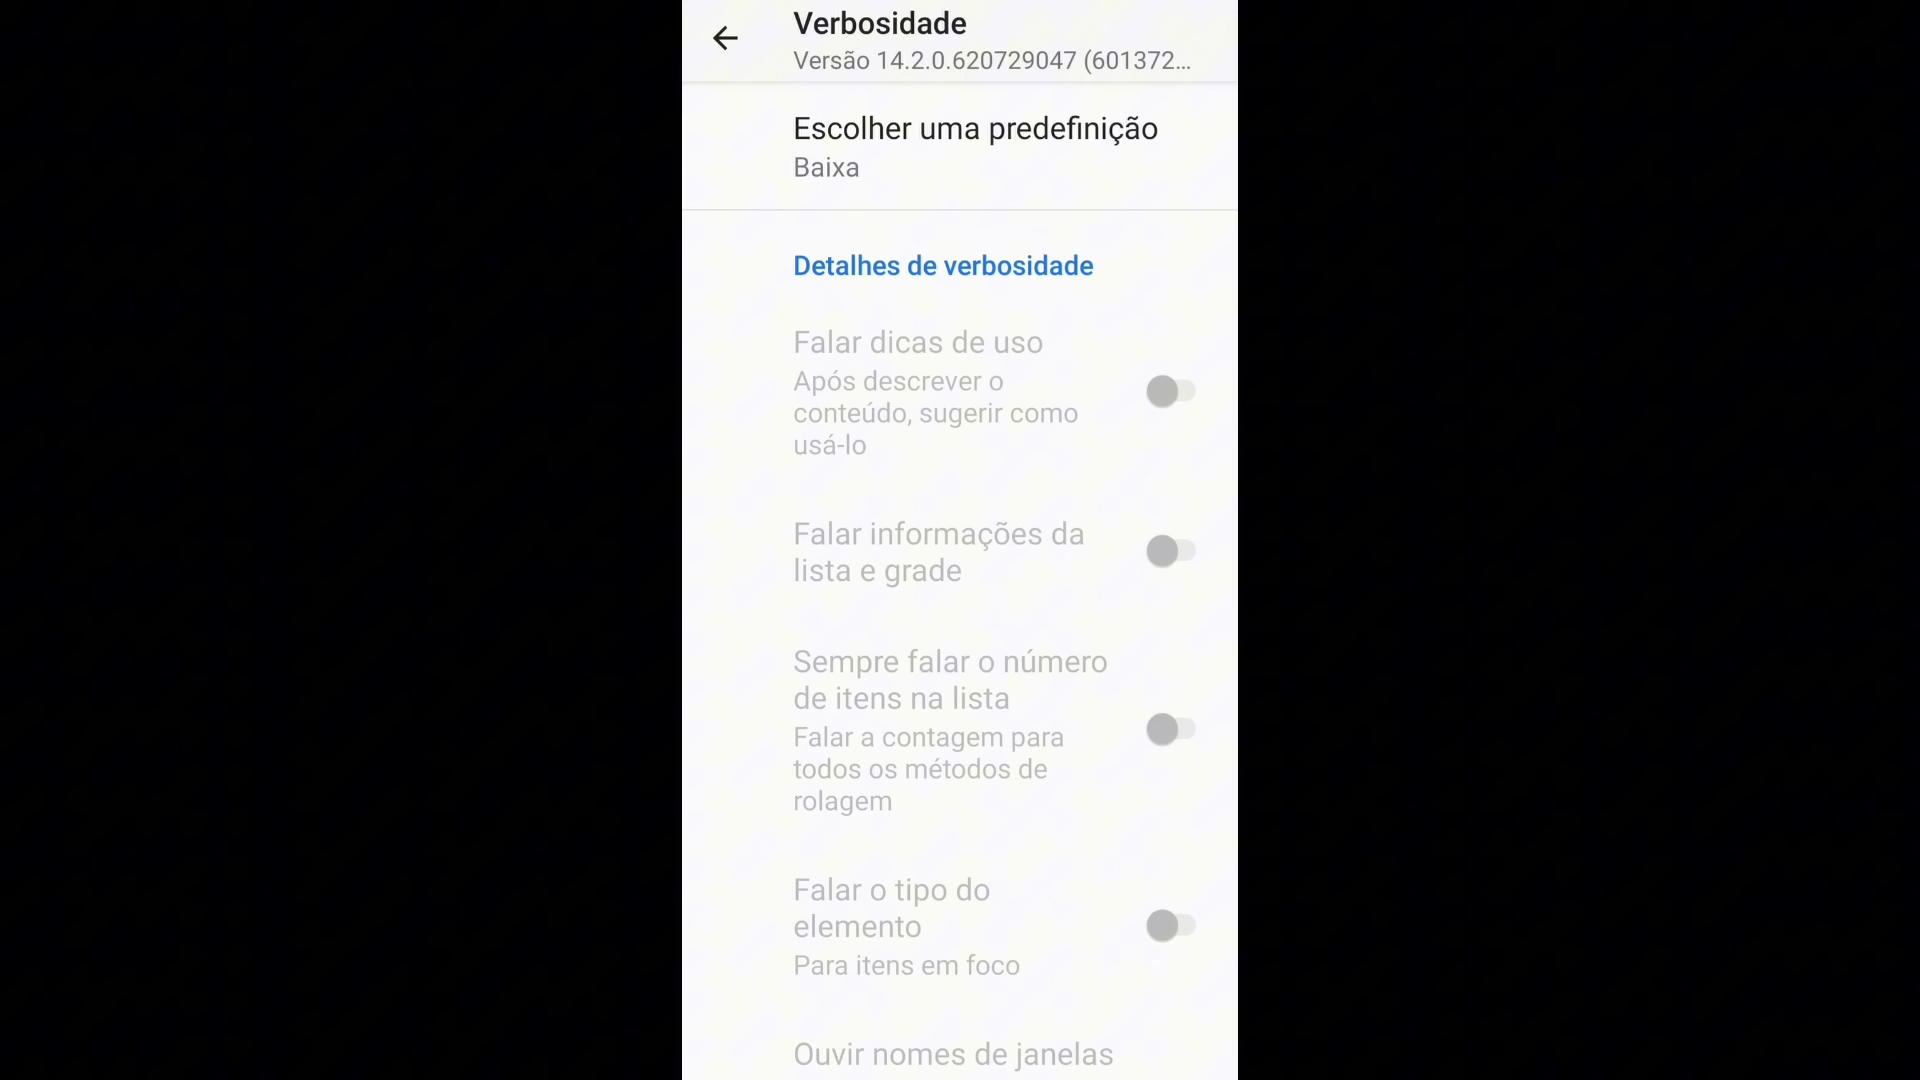 Verbosidade
Versão 14.2.0.620729047 (601372...
Escolher uma predefinição
Baixa
Detalhes de verbosidade
Falar dicas de uso
Após descrever o
conteúdo, sugerir como
usá-lo
Falar informações da
lista e grade
Sempre falar o número
de itens na lista
Falar a contagem para
todos os métodos de
rolagem
Falar o tipo do
elemento
Para itens em foco
Ouvir nomes de janelas